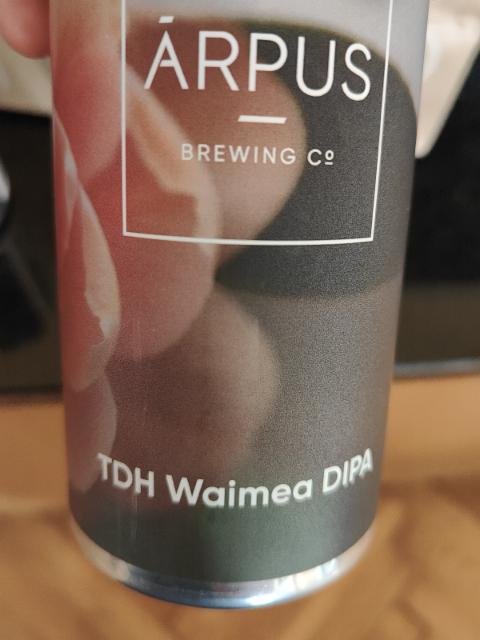 ÁRPUS
BREWING Cº
TDH Waimea DIPA